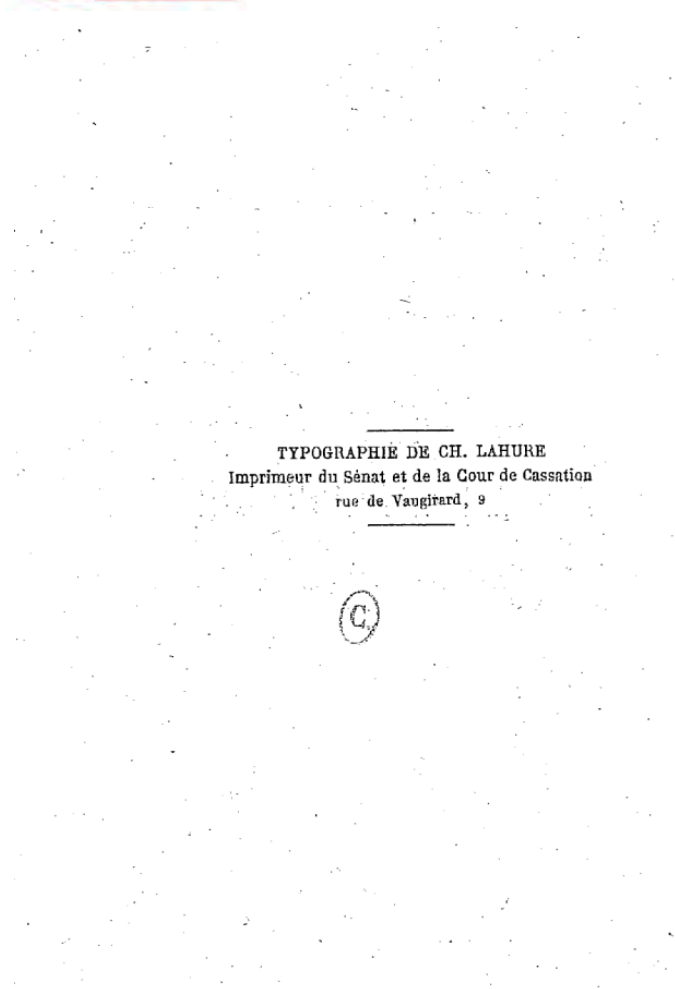 TYPOGRAPHIE DE CH. LAHURE
Imprimeur du Sénat et de la Cour de Cassation
rue de Vaugirard, 9
C.